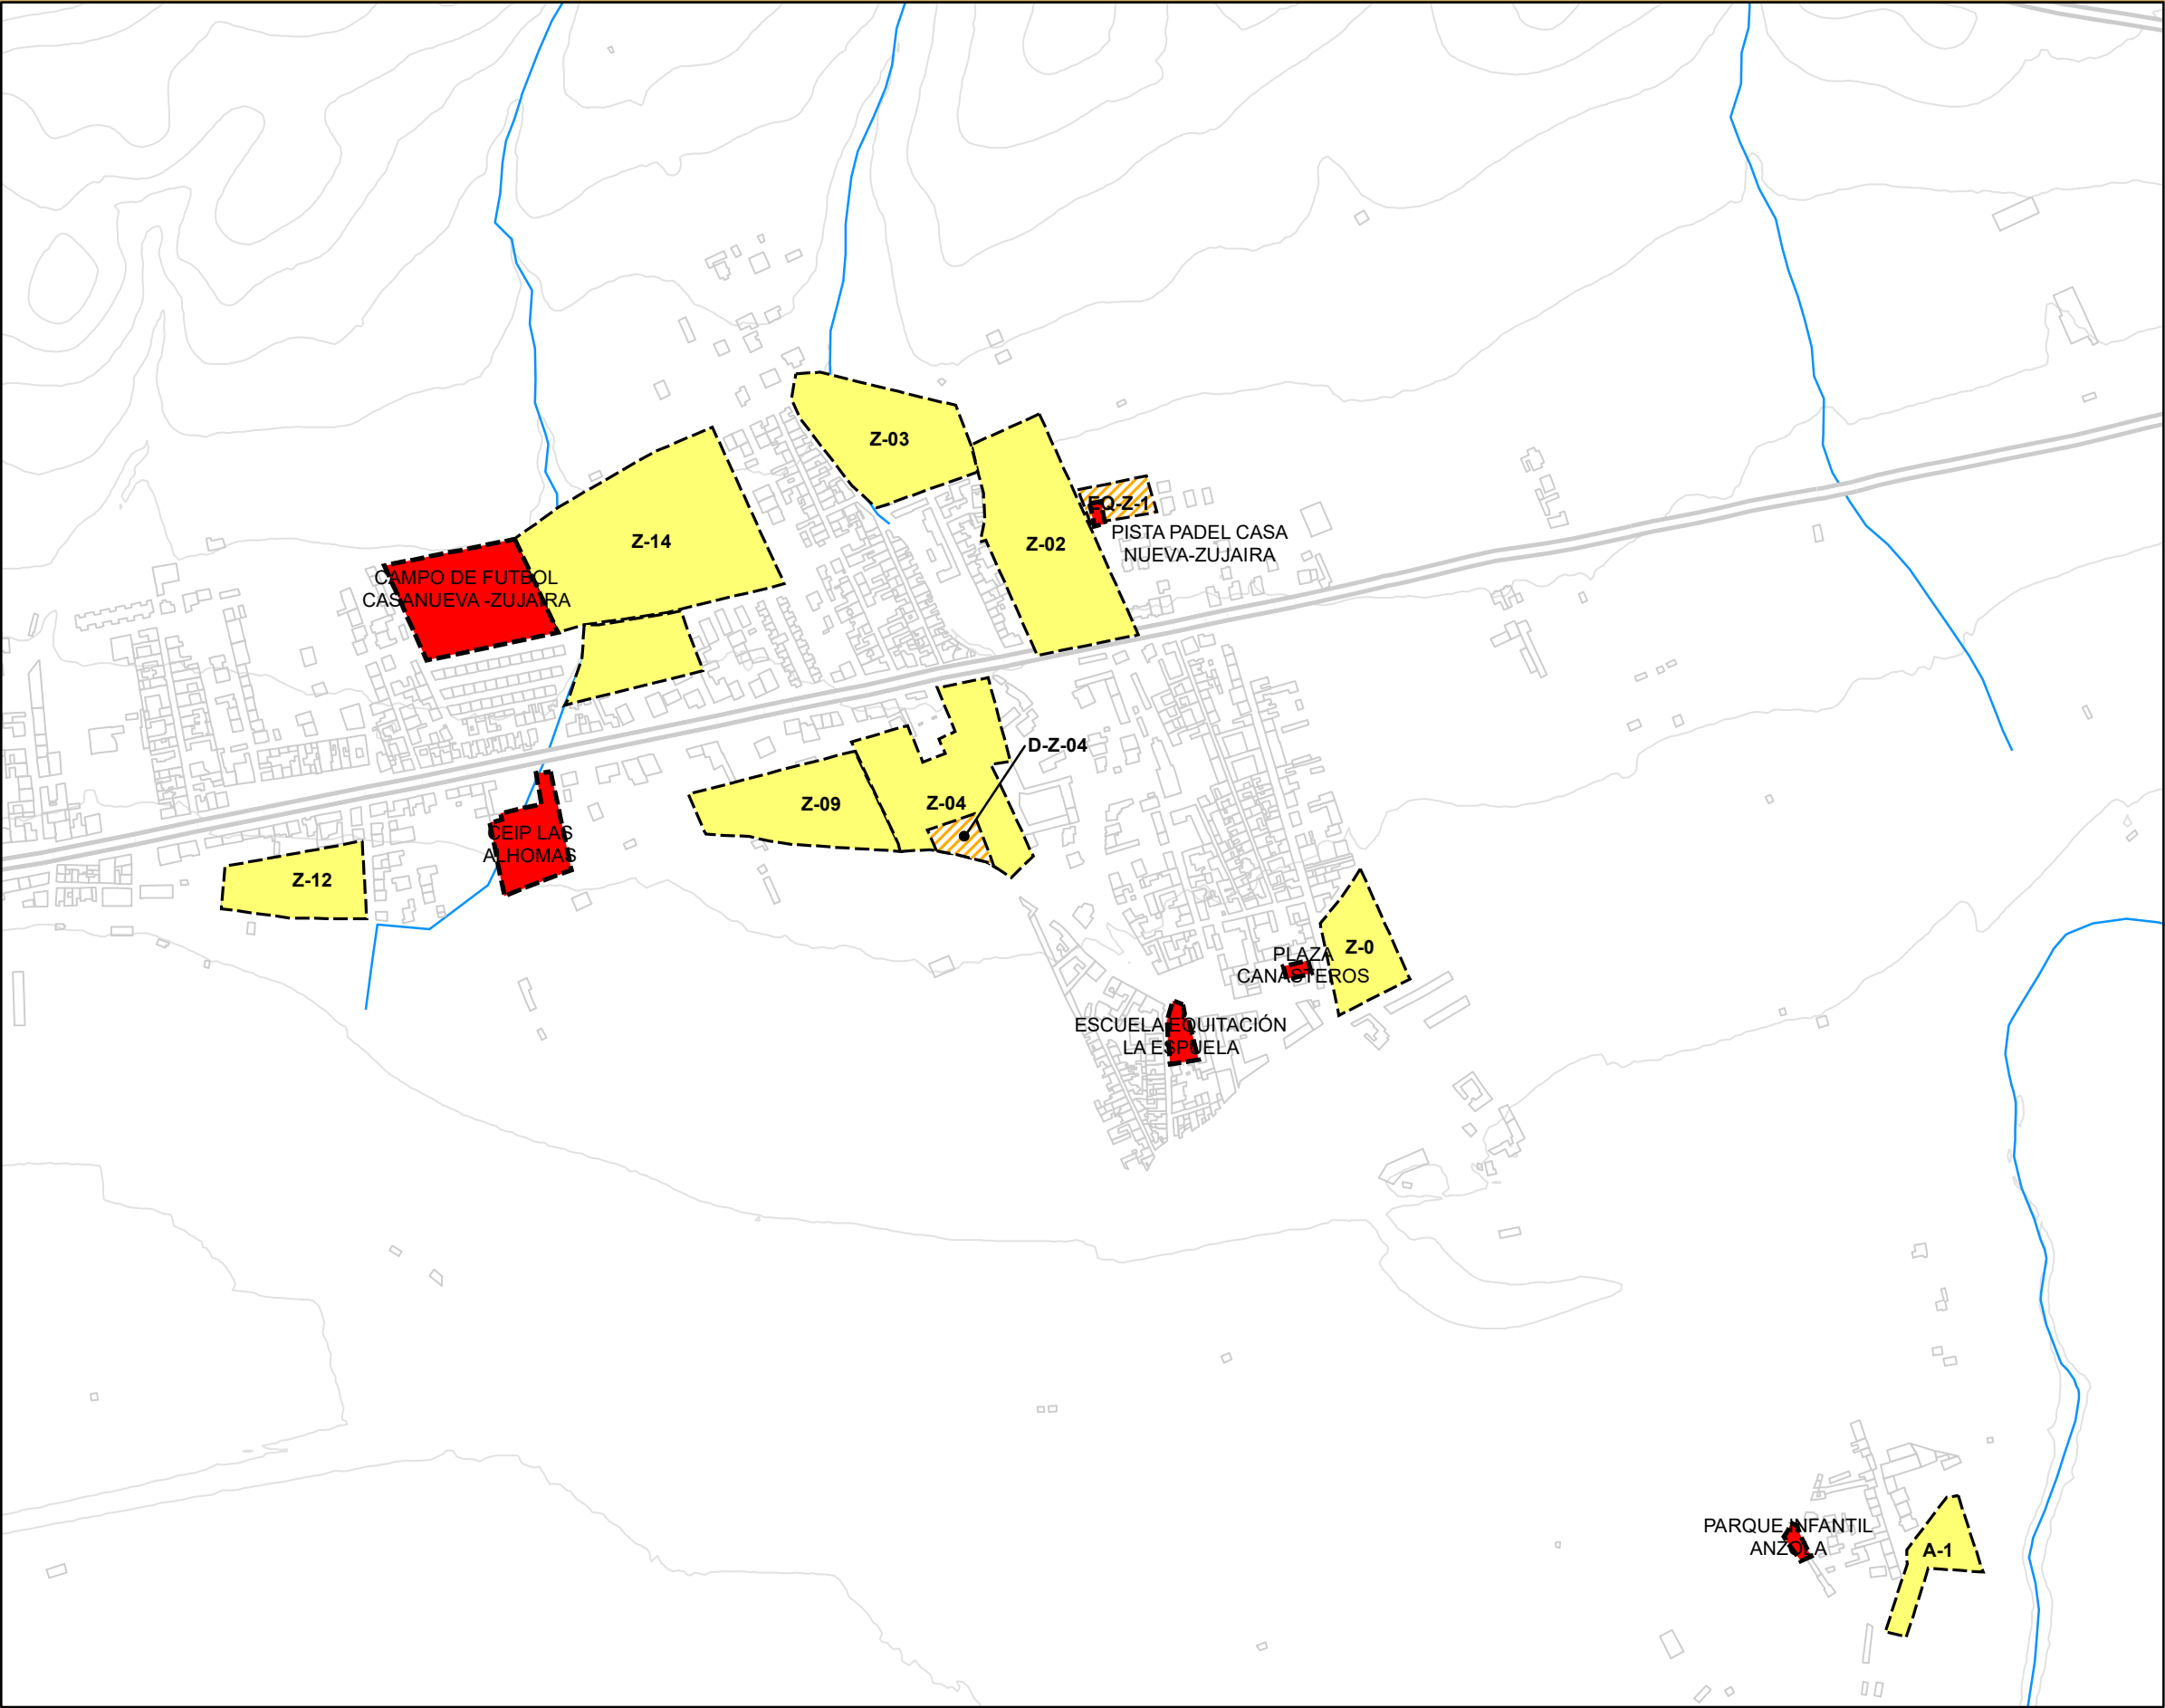 Z-03
EQ-Z-1
PISTA PADEL CASA
NUEVA-ZUJAIRA
Z-14
Z-02
CAMPO DE FUTBOL
CASANUEVA -ZUJAIRA
D-Z-04
Z-09
Z-04
CEIP LAS
ALHOMAS
Z-12
Z-0
PLAZA
CANASTEROS
ESCUELA EQUITACIÓN
LA ESPUELA
PARQUE INFANTIL
ANZOLA
A-1